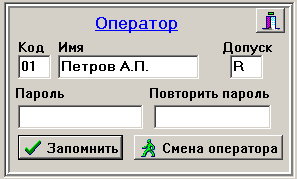 Оператор
Код Имя Допуск
01 Петров А.П. R
Пароль Повторить пароль
Запомнить Смена оператора